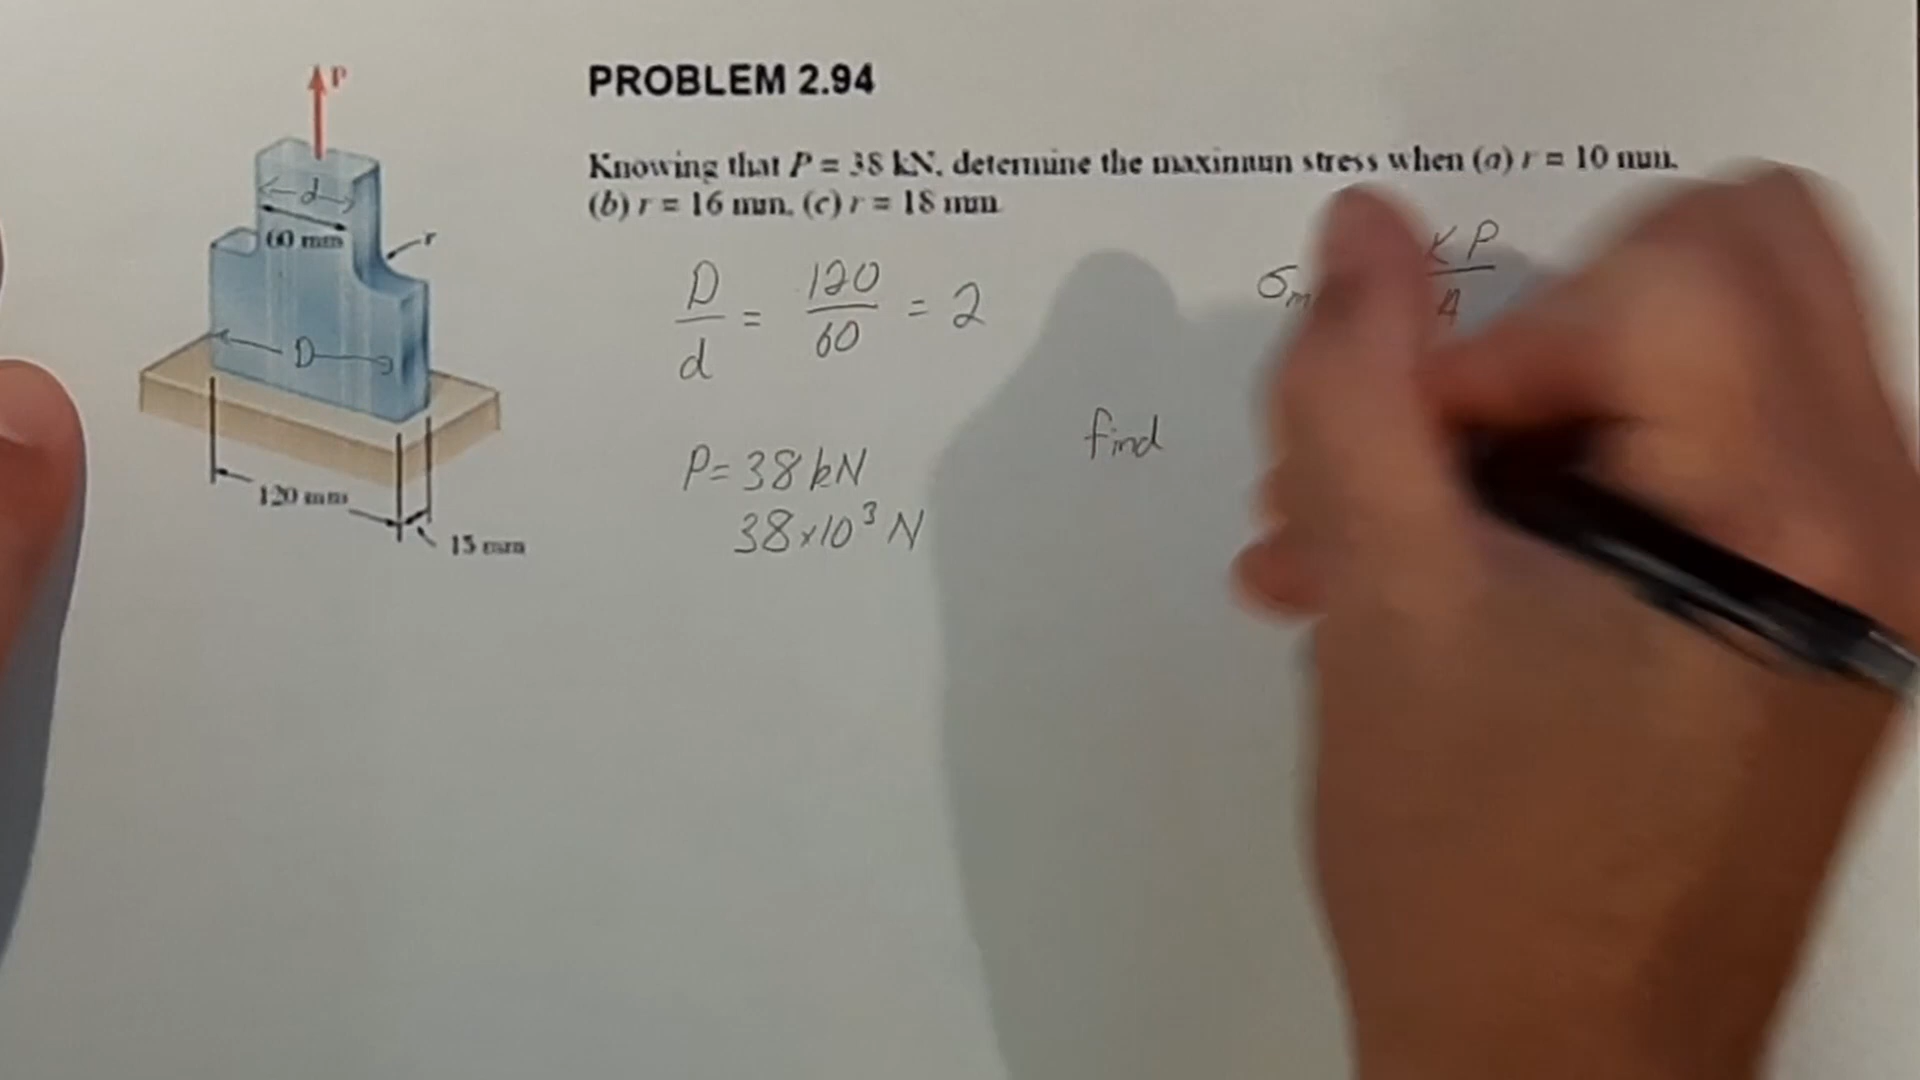 P
PROBLEM 2.94
Knowing that P = 38 kN, determine the maximum stress when (a) r = 10 mm,
(b) r = 16 mm, (c) r = 18 mm
d
60 mm
r
D
120 mm
15 mm
D/d = 120/60 = 2
P = 38 kN
38 x 10³ N
σm
KP/A
find